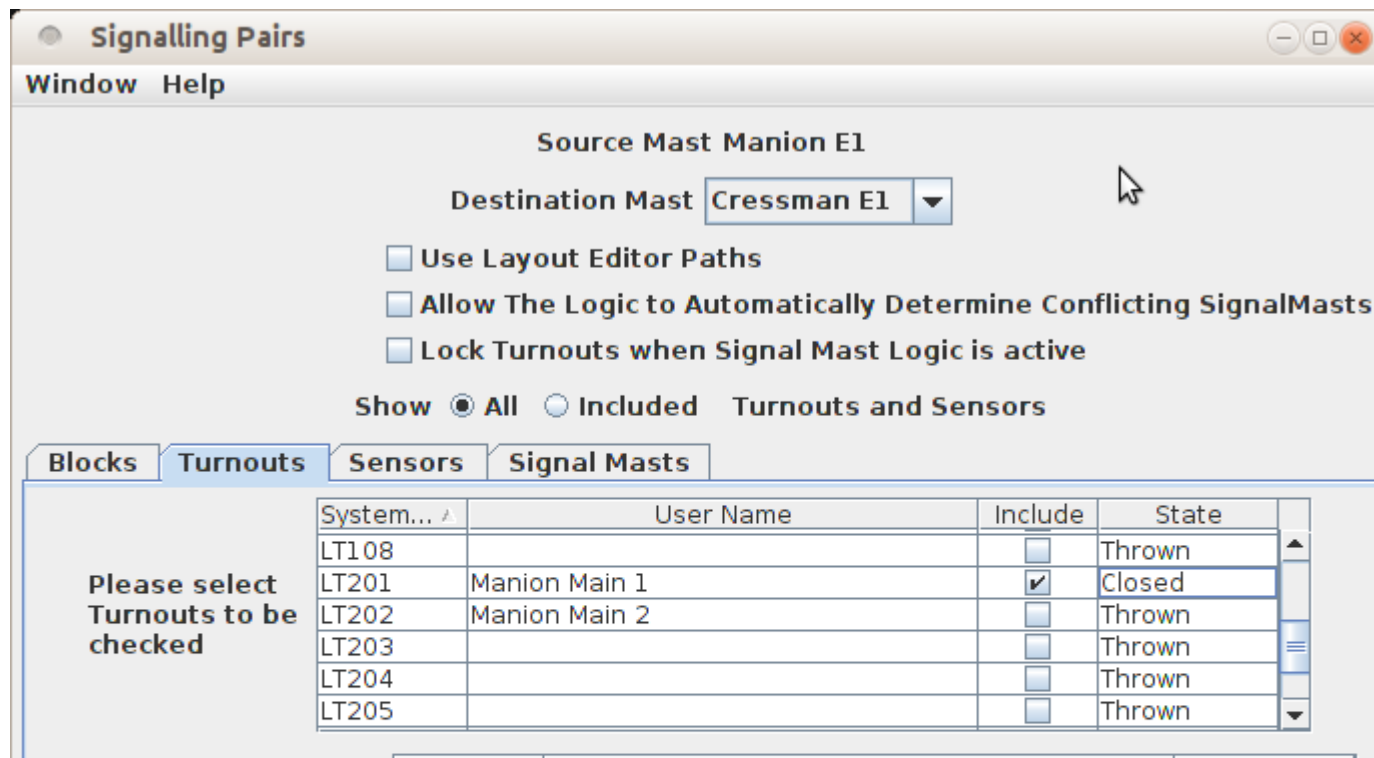 Signalling Pairs
Window Help
Source Mast Manion E1
Destination Mast Cressman E1
Use Layout Editor Paths
Allow The Logic to Automatically Determine Conflicting SignalMasts
Lock Turnouts when Signal Mast Logic is active
Show All Included Turnouts and Sensors
Blocks Turnouts Sensors Signal Masts
Please select
Turnouts to be
checked
System... User Name Include State
LT108 Thrown
LT201 Manion Main 1 Closed
LT202 Manion Main 2 Thrown
LT203 Thrown
LT204 Thrown
LT205 Thrown